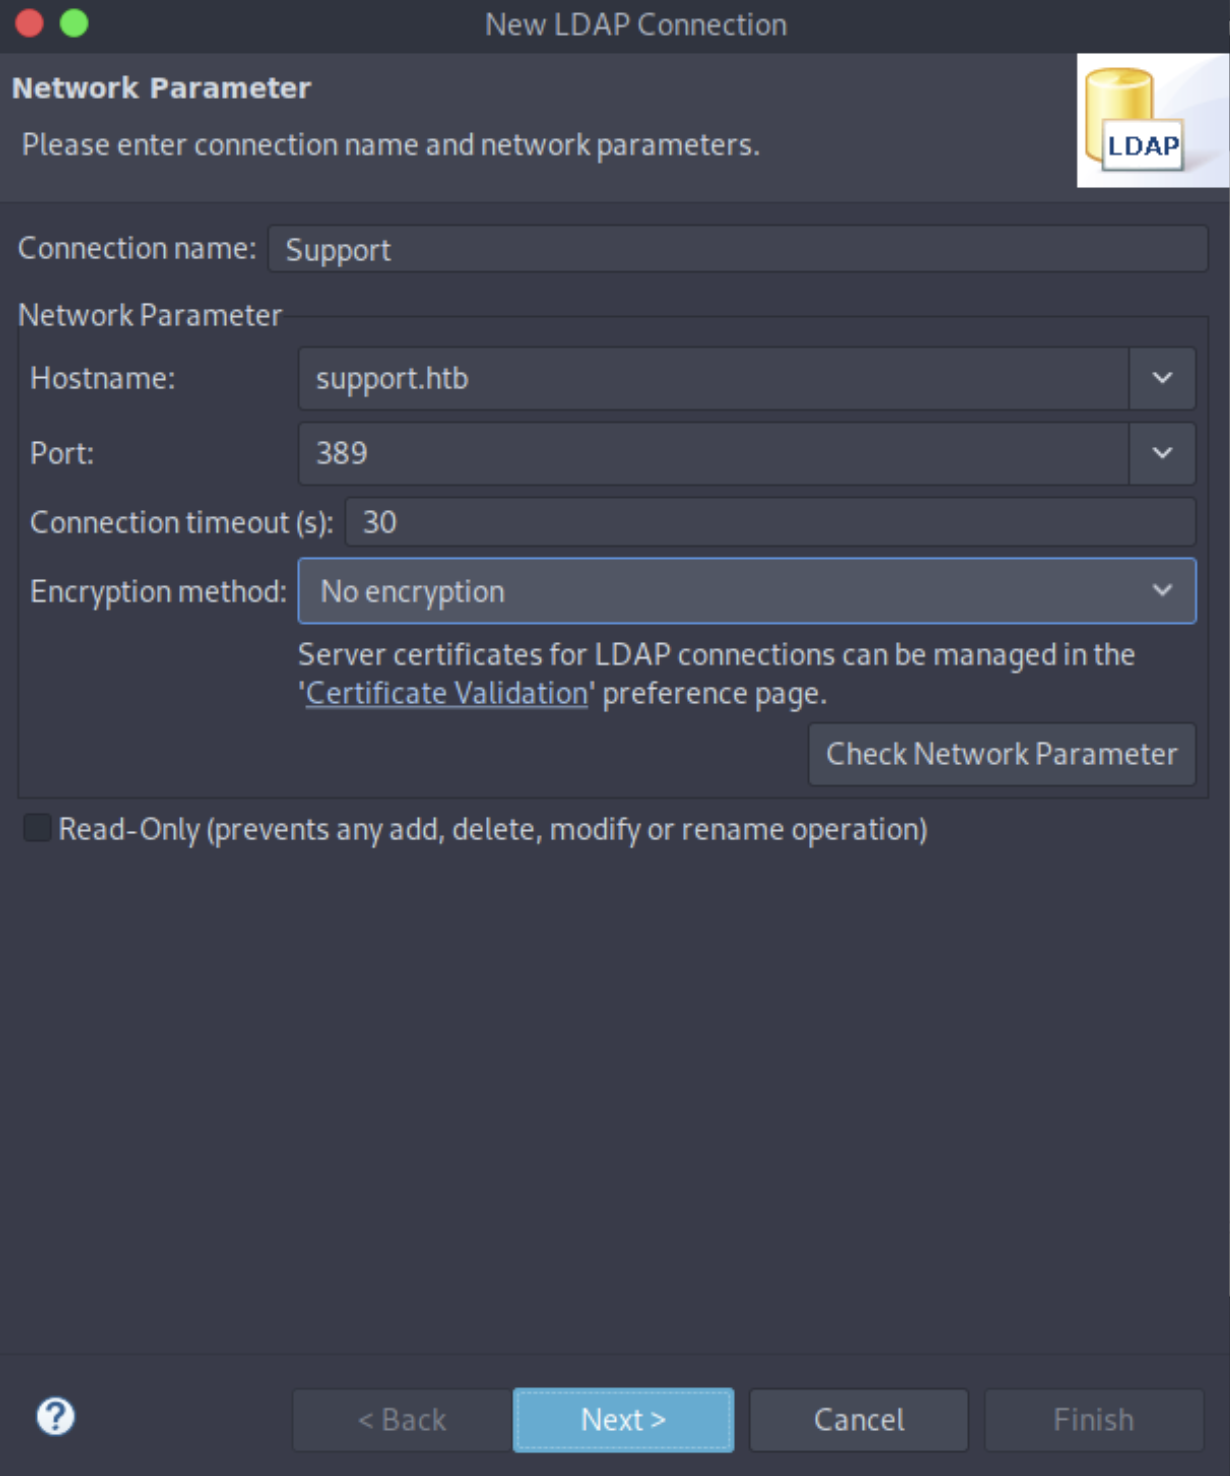 New LDAP Connection
Network Parameter
Please enter connection name and network parameters.
LDAP
Connection name: Support
Network Parameter
Hostname: support.htb
Port: 389
Connection timeout (s): 30
Encryption method: No encryption
Server certificates for LDAP connections can be managed in the
'Certificate Validation' preference page.
Check Network Parameter
Read-Only (prevents any add, delete, modify or rename operation)
? < Back Next > Cancel Finish